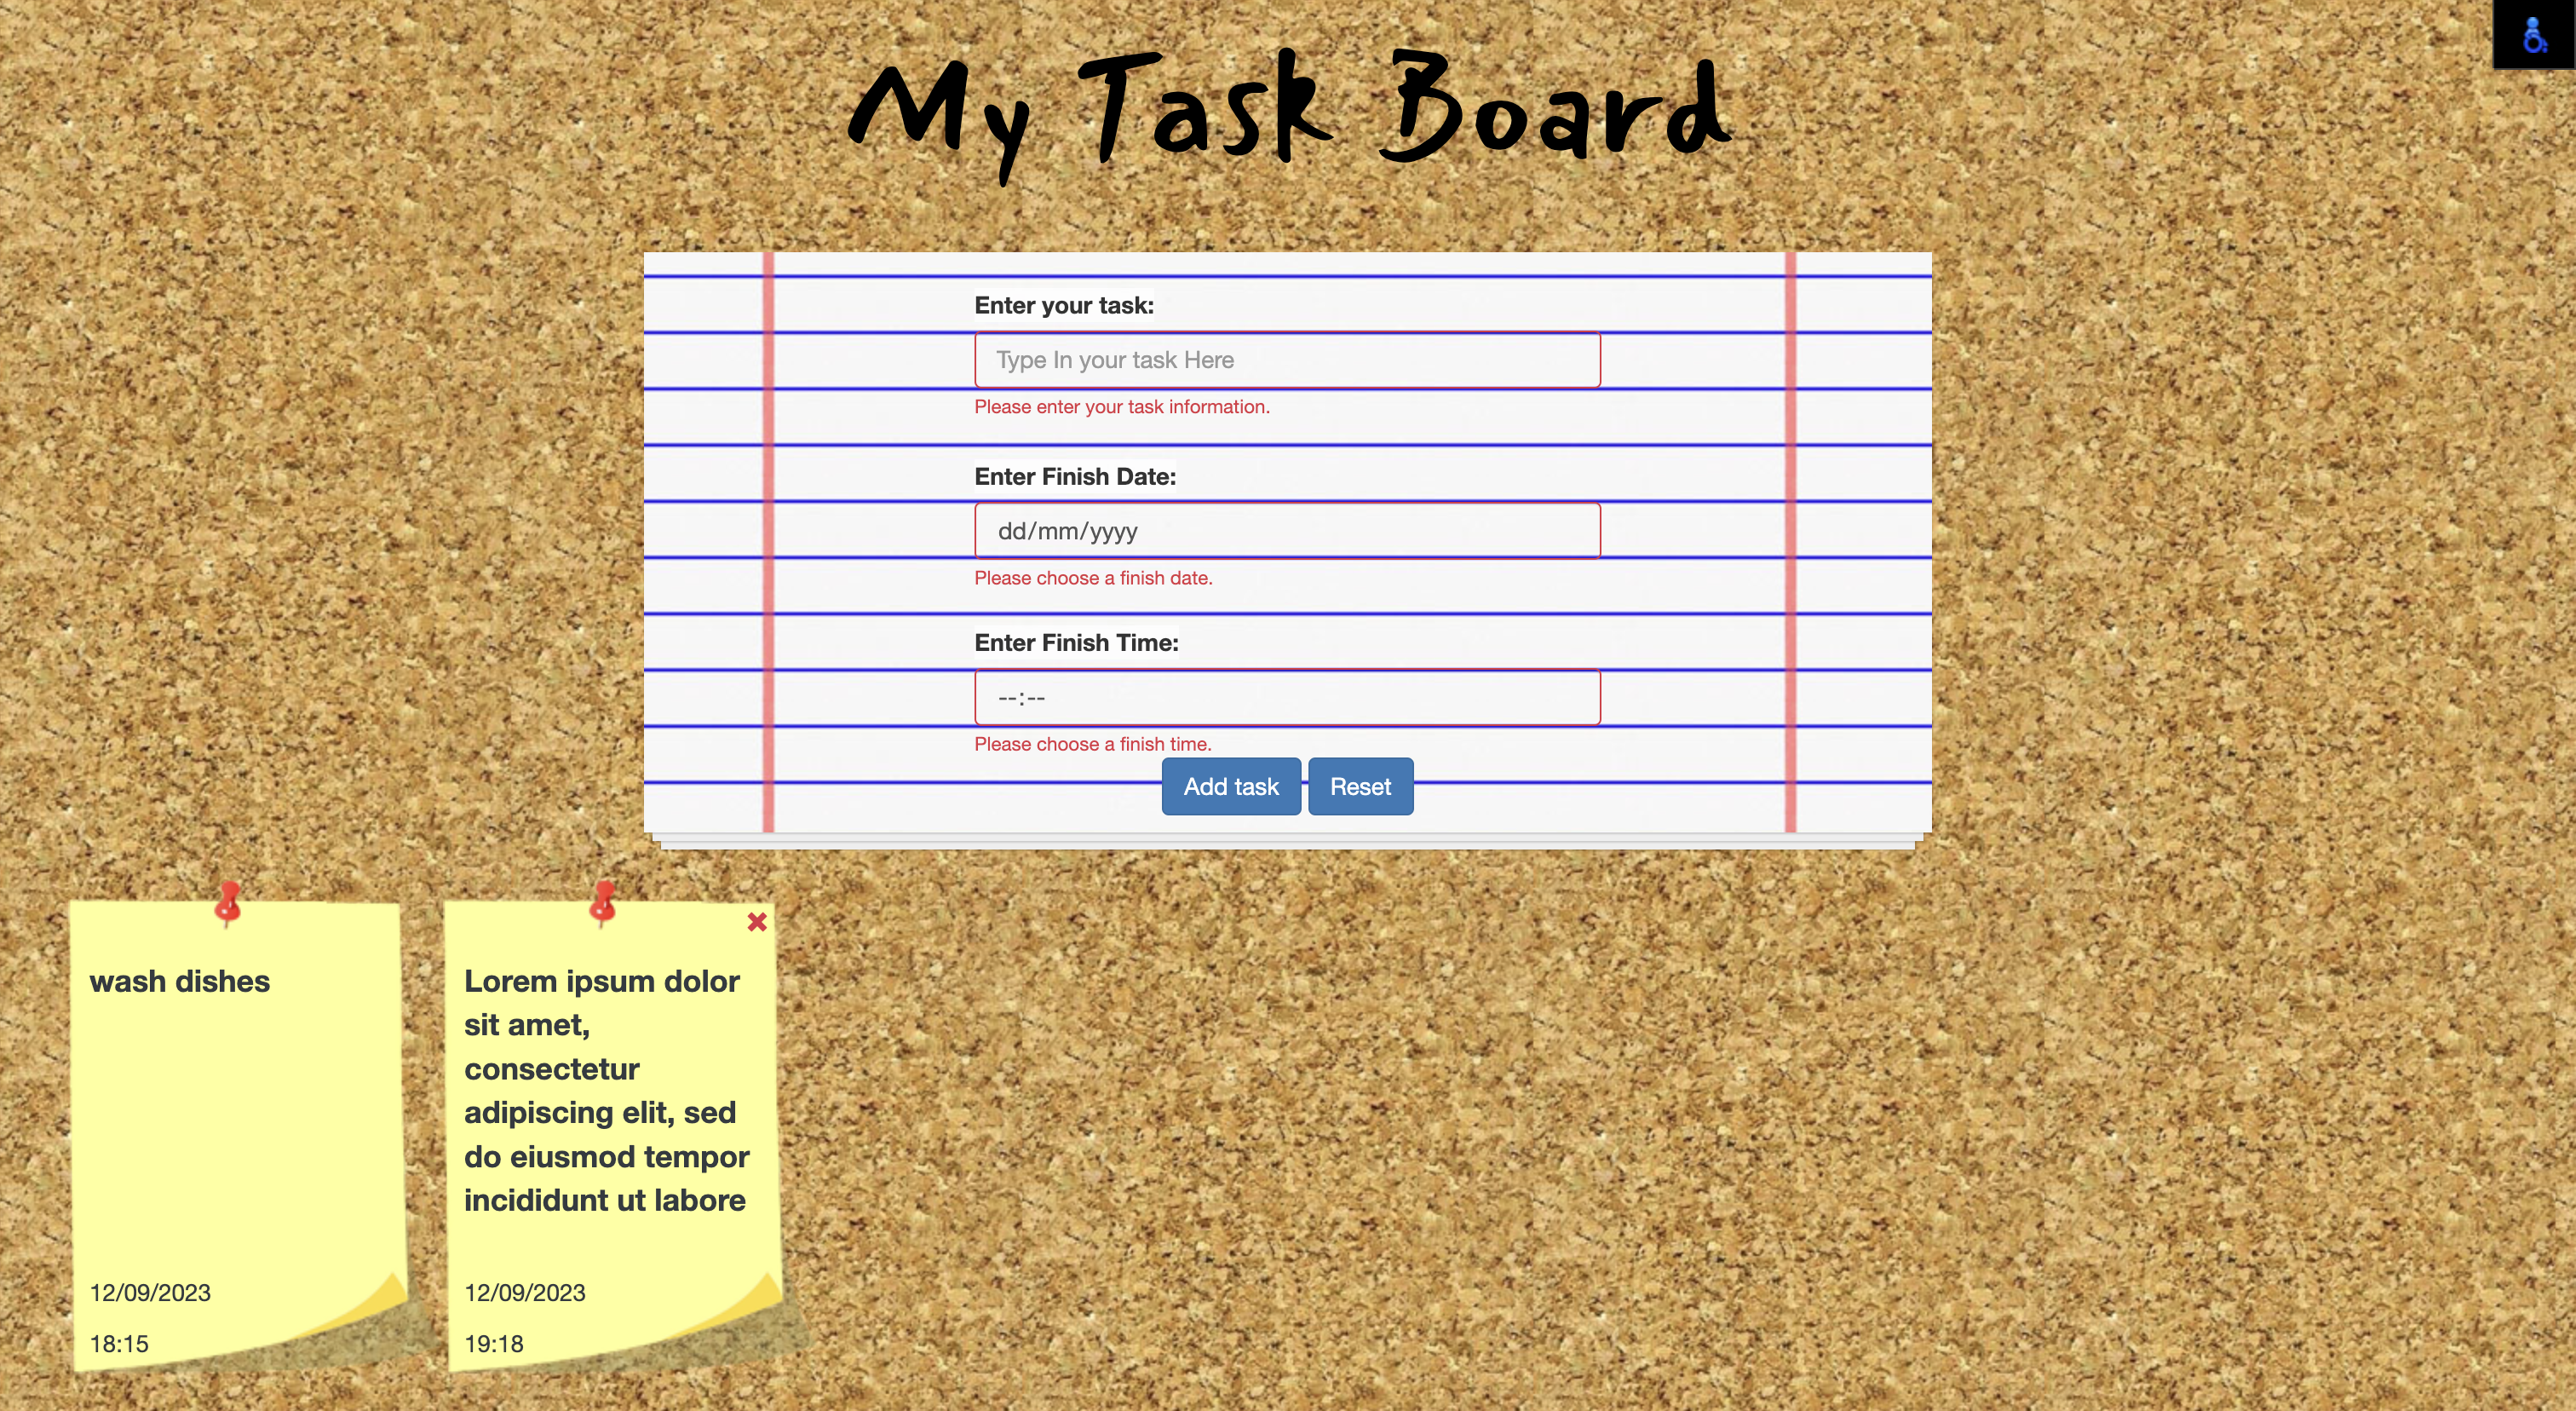 My Task Board
Enter your task:
Type In your task Here
Please enter your task information.
Enter Finish Date:
dd/mm/yyyy
Please choose a finish date.
Enter Finish Time:
--:--
Please choose a finish time.
Add task Reset
wash dishes
12/09/2023
18:15
Lorem ipsum dolor
sit amet,
consectetur
adipiscing elit, sed
do eiusmod tempor
incididunt ut labore
12/09/2023
19:18